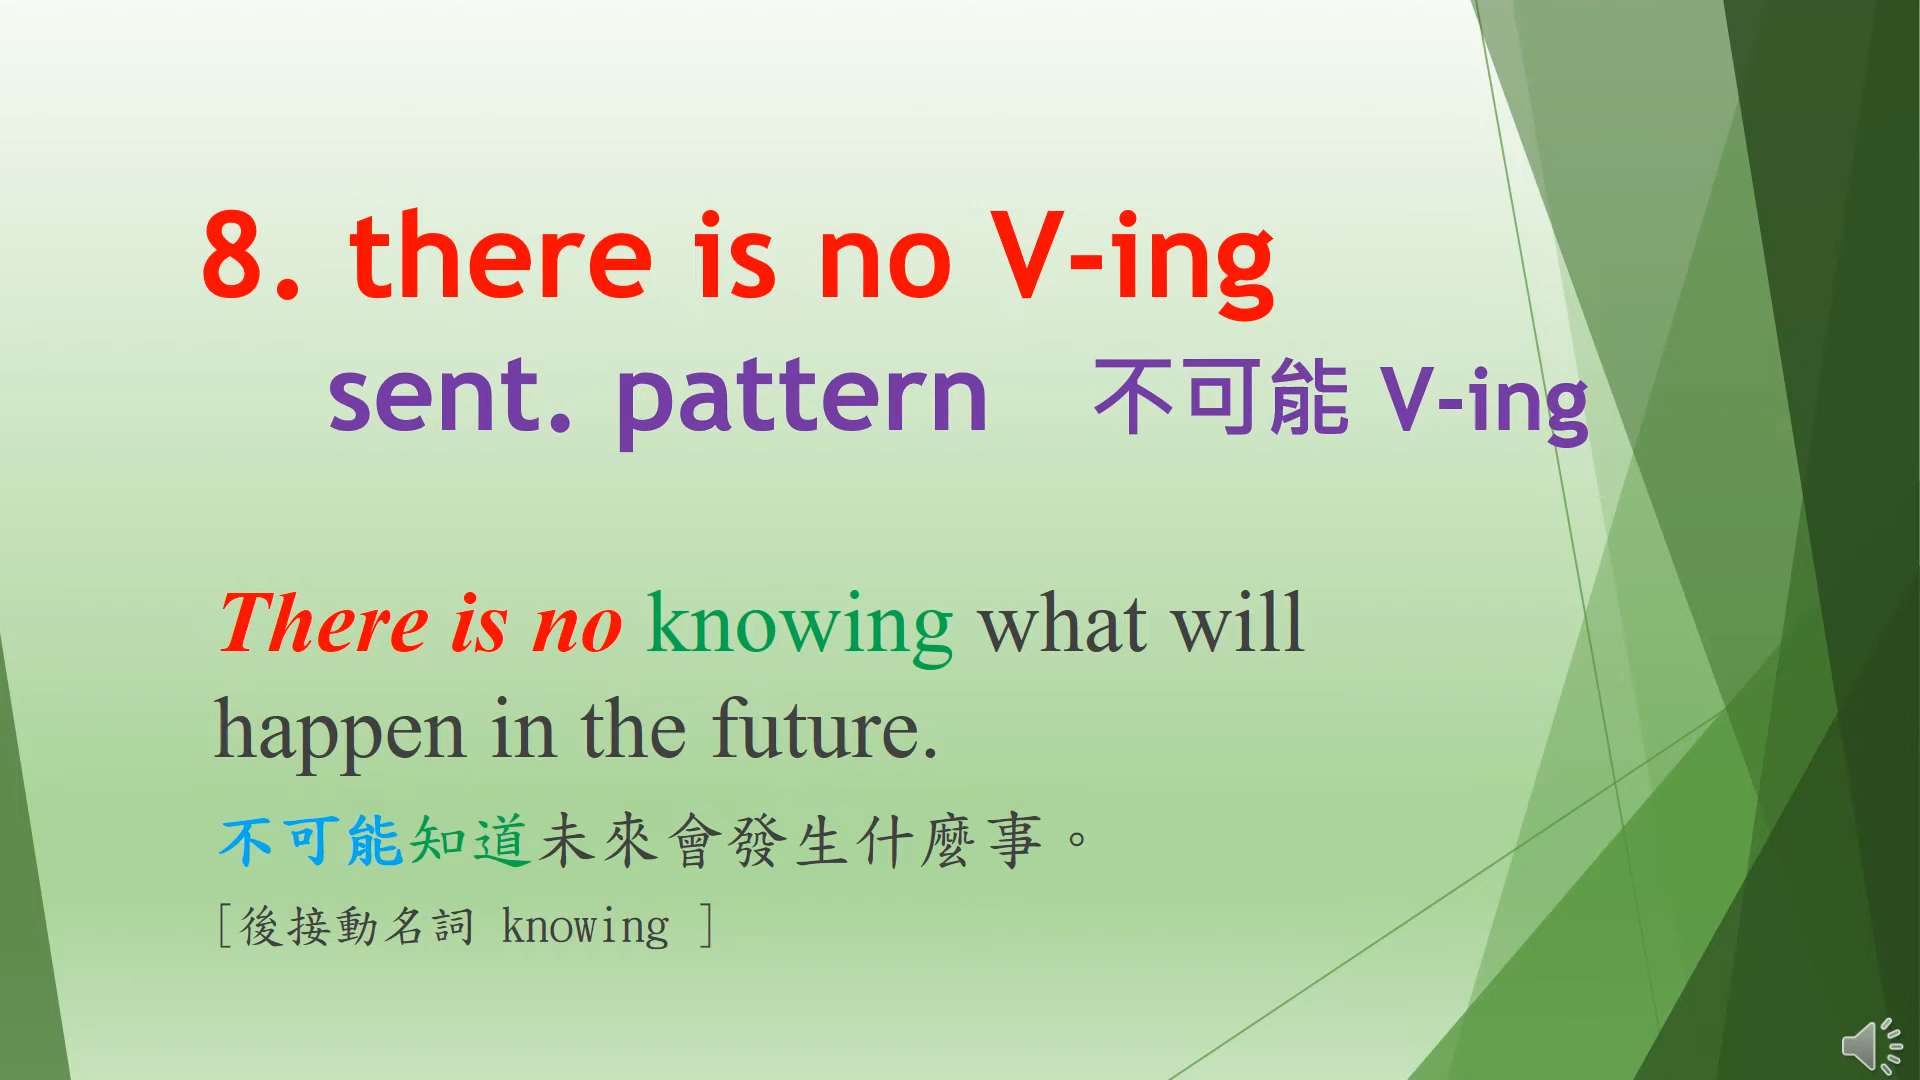 8. there is no V-ing
sent. pattern 不可能 V-ing
There is no knowing what will
happen in the future.
不可能知道未來會發生什麼事。
[後接動名詞 knowing ]